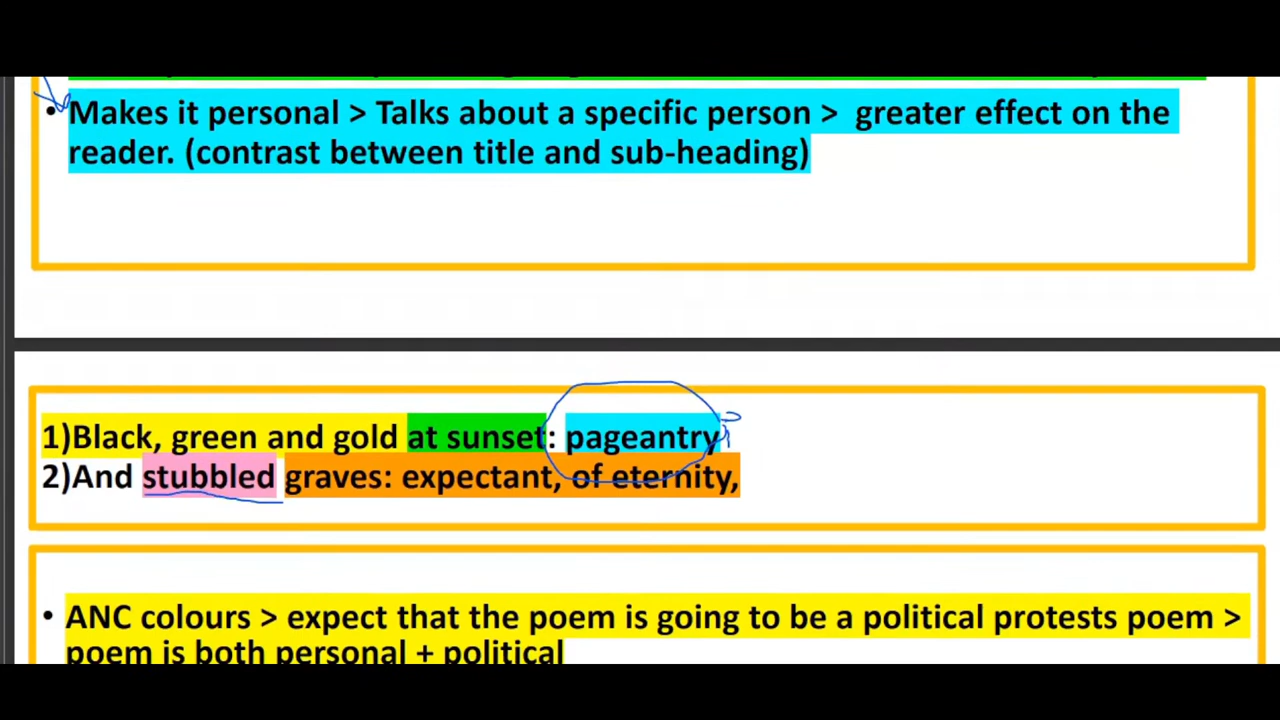 • Makes it personal > Talks about a specific person > greater effect on the
reader. (contrast between title and sub-heading)
1)Black, green and gold at sunset: pageantry
2)And stubbled graves: expectant, of eternity,
• ANC colours > expect that the poem is going to be a political protests poem >
poem is both personal + political